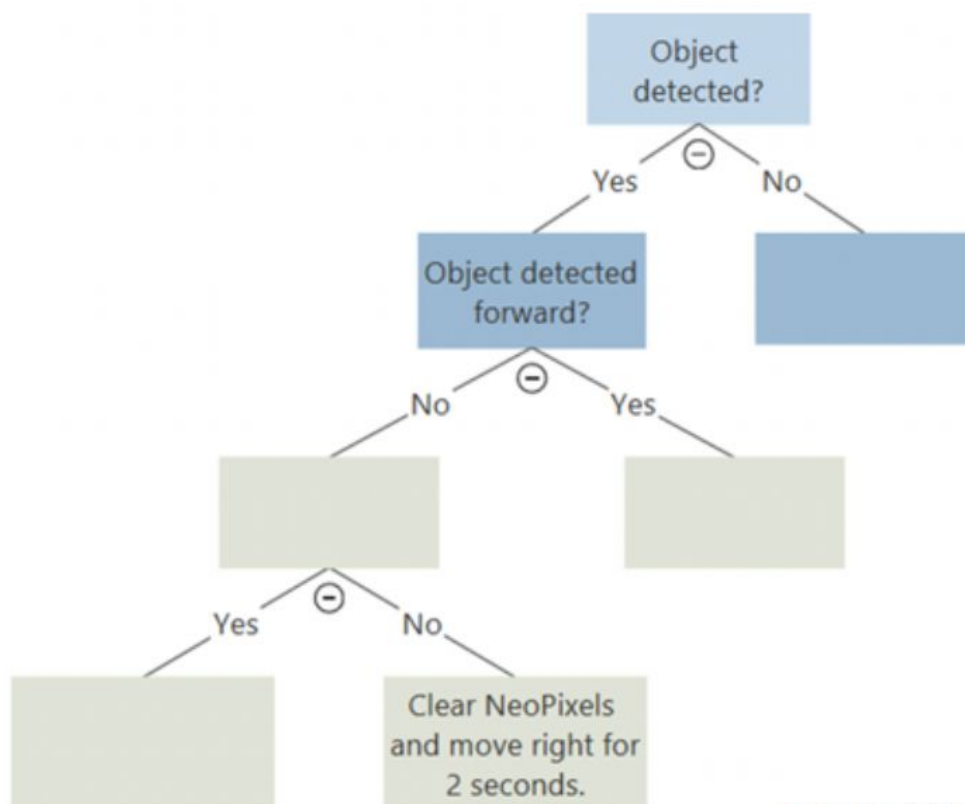 Object
detected?
Yes
No
Object detected
forward?
No
Yes
Yes
No
Clear NeoPixels
and move right for
2 seconds.